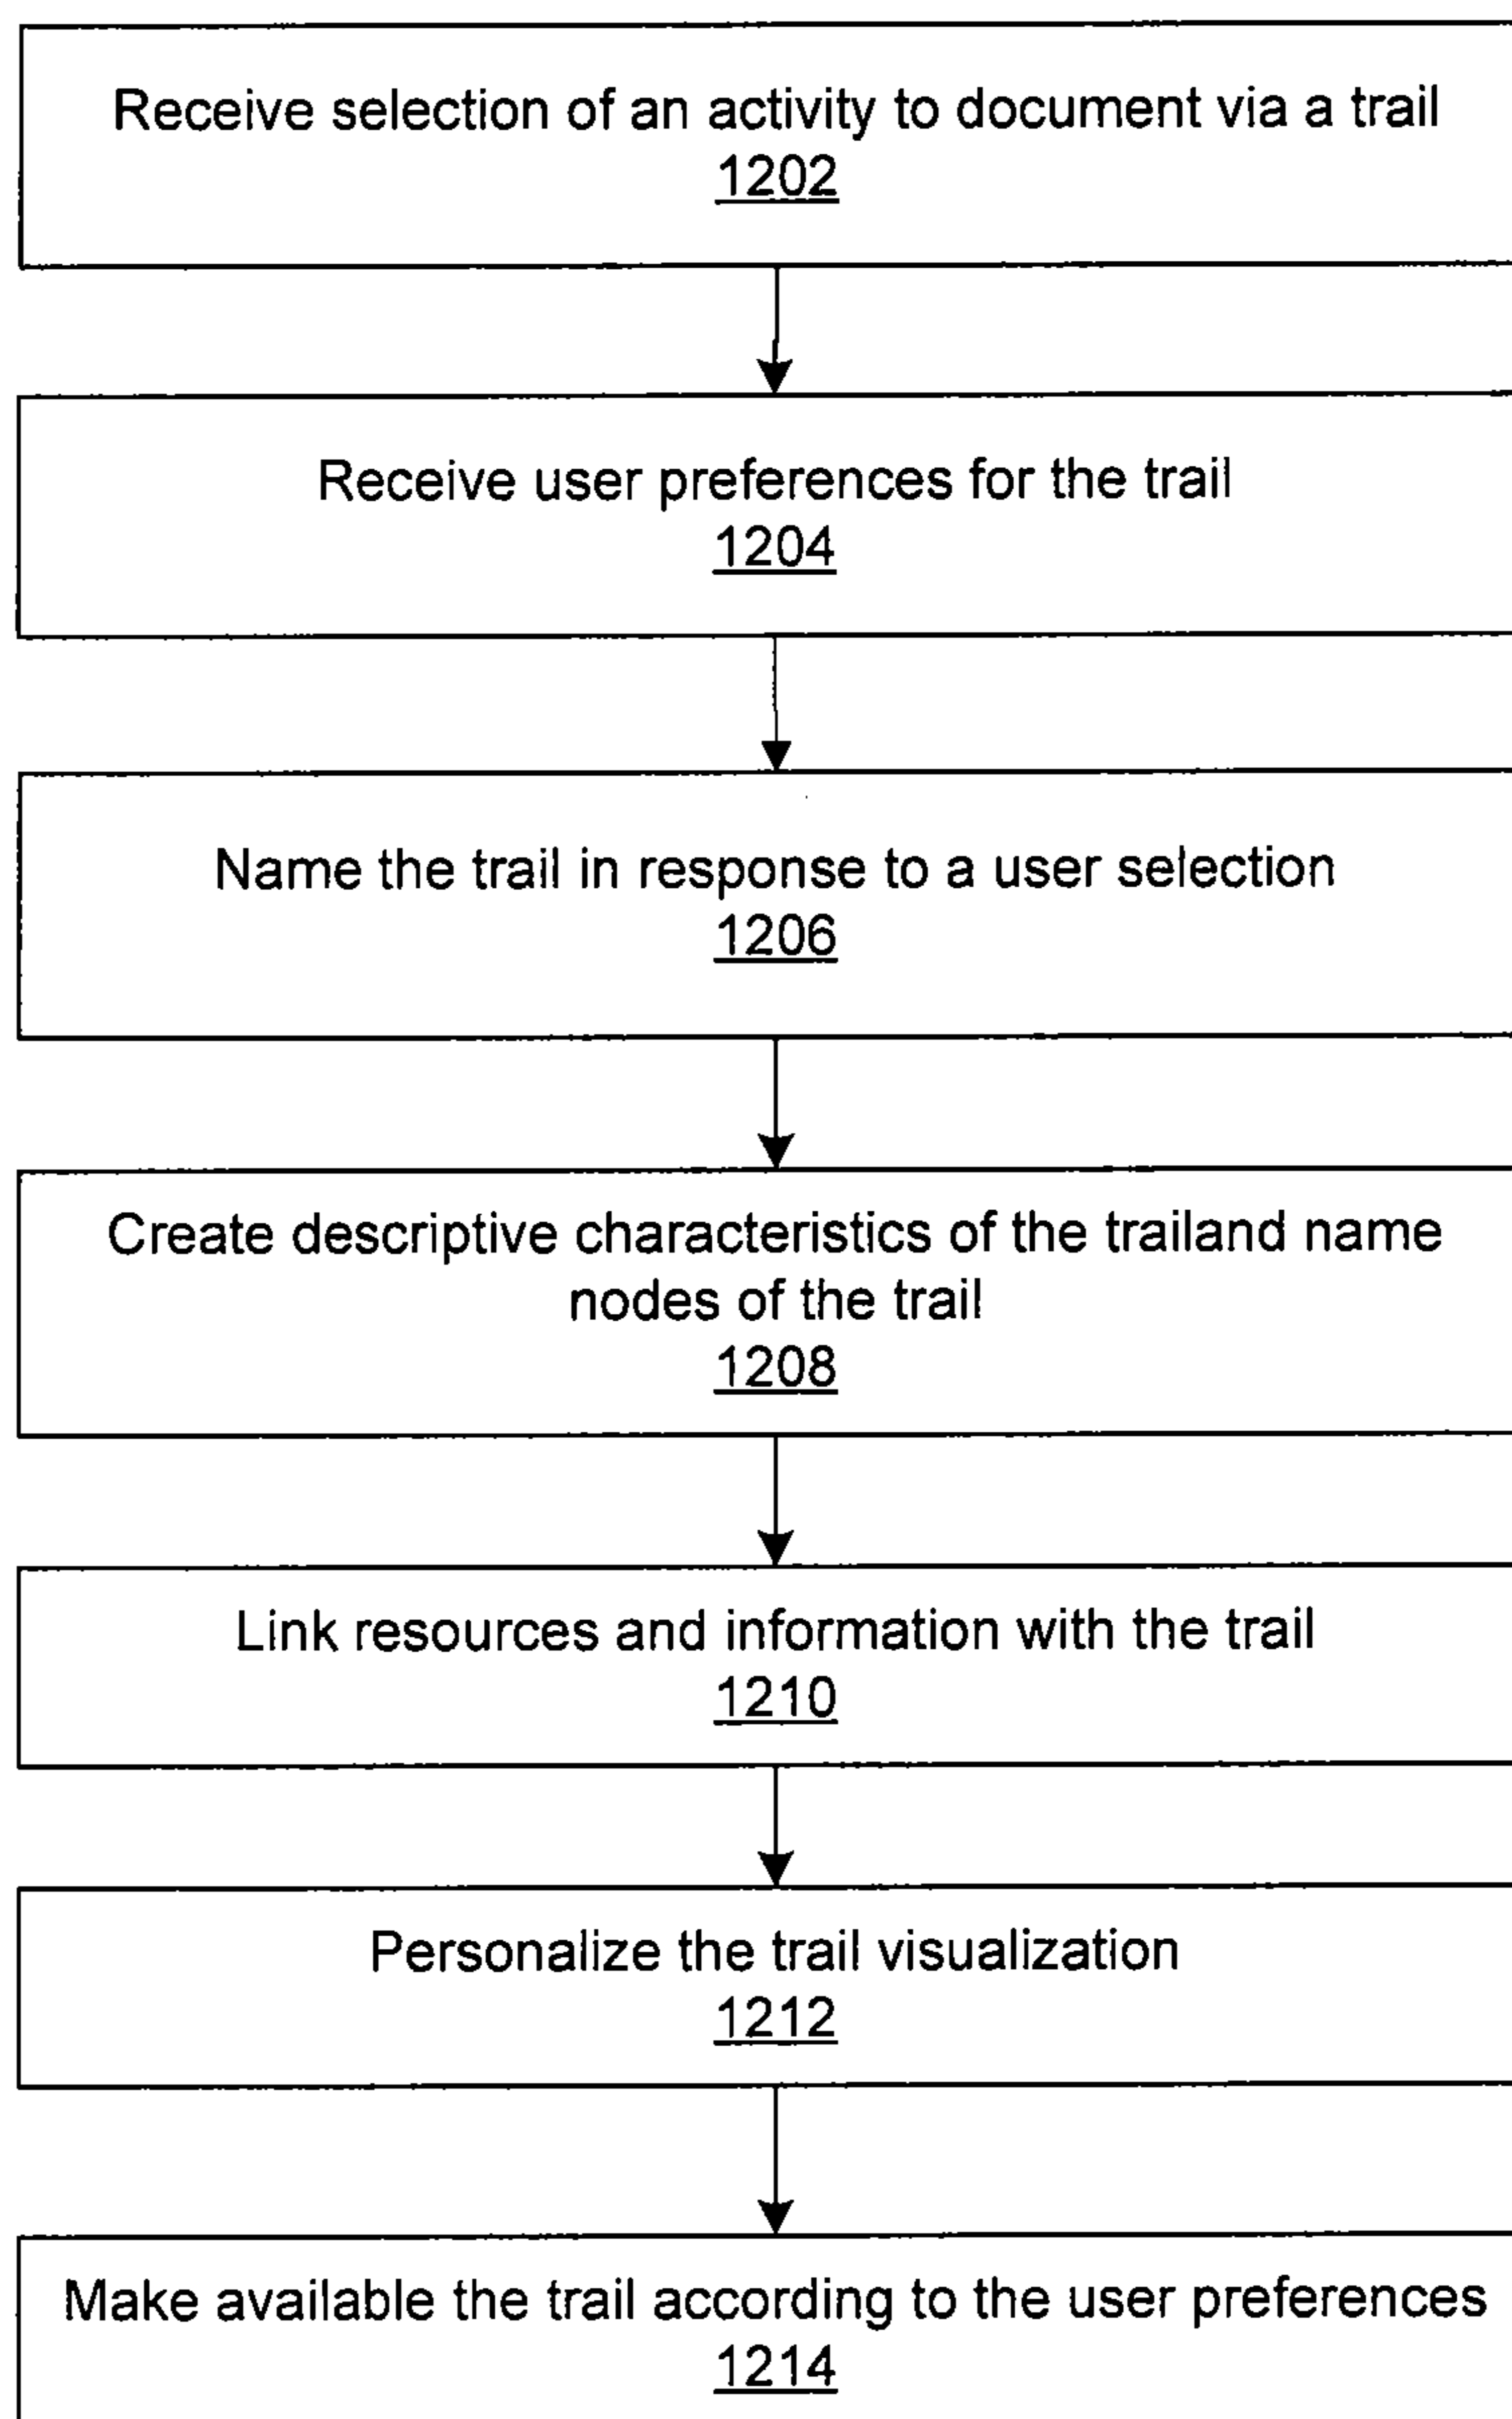 Receive selection of an activity to document via a trail
1202
Receive user preferences for the trail
1204
Name the trail in response to a user selection
1206
Create descriptive characteristics of the trailand name
nodes of the trail
1208
Link resources and information with the trail
1210
Personalize the trail visualization
1212
Make available the trail according to the user preferences
1214